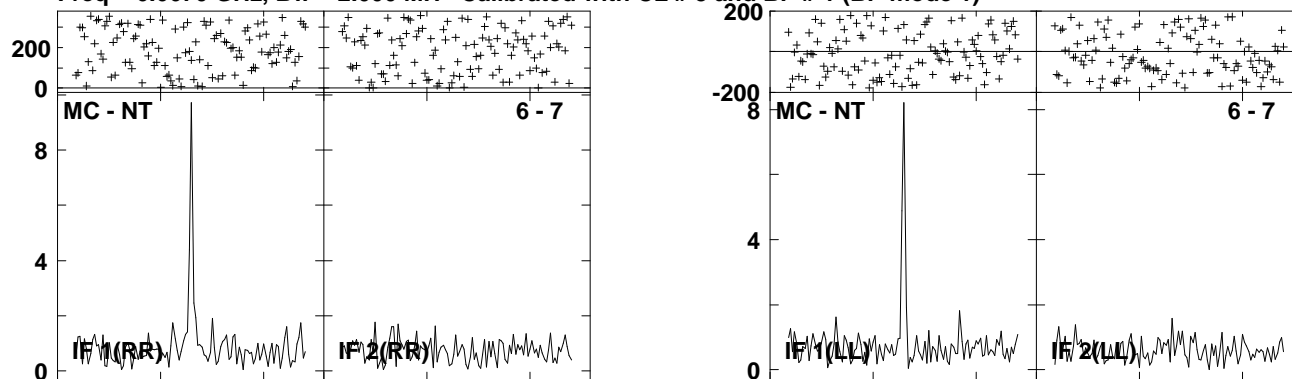 200
0
MC - NT
6 - 7
8
4
0
IF 1(RR)
IF 2(RR)
200
-200
MC - NT
6 - 7
8
4
0
IF 1(LL)
IF 2(LL)